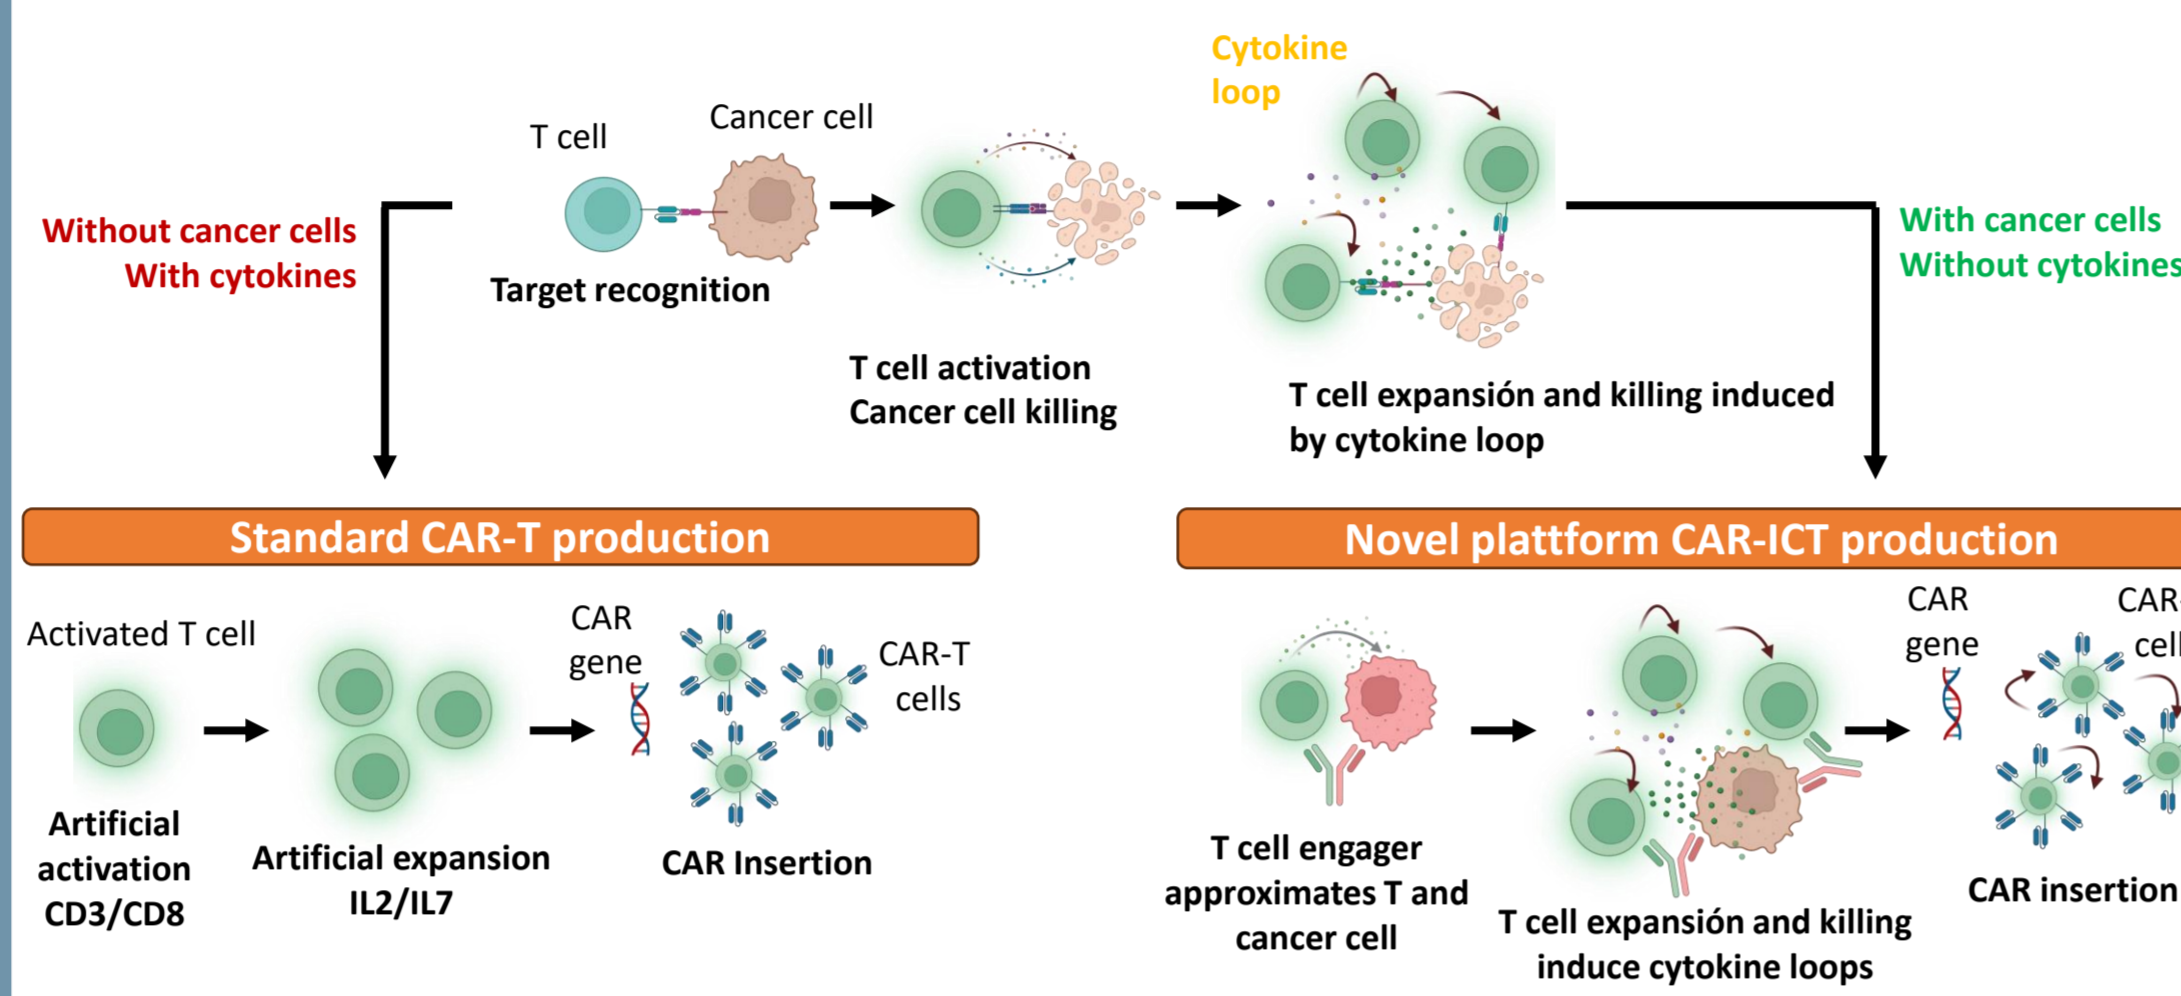 Cytokine
loop
T cell
Cancer cell
Without cancer cells
With cytokines
Target recognition
T cell activation
Cancer cell killing
T cell expansión and killing induced
by cytokine loop
With cancer cells
Without cytokines
Standard CAR-T production
Activated T cell
CAR
gene
CAR-T
cells
Artificial
activation
CD3/CD8
Artificial expansion
IL2/IL7
CAR Insertion
Novel plattform CAR-ICT production
CAR
gene
CAR-
cell
T cell engager
approximates T and
cancer cell
T cell expansión and killing
induce cytokine loops
CAR insertion